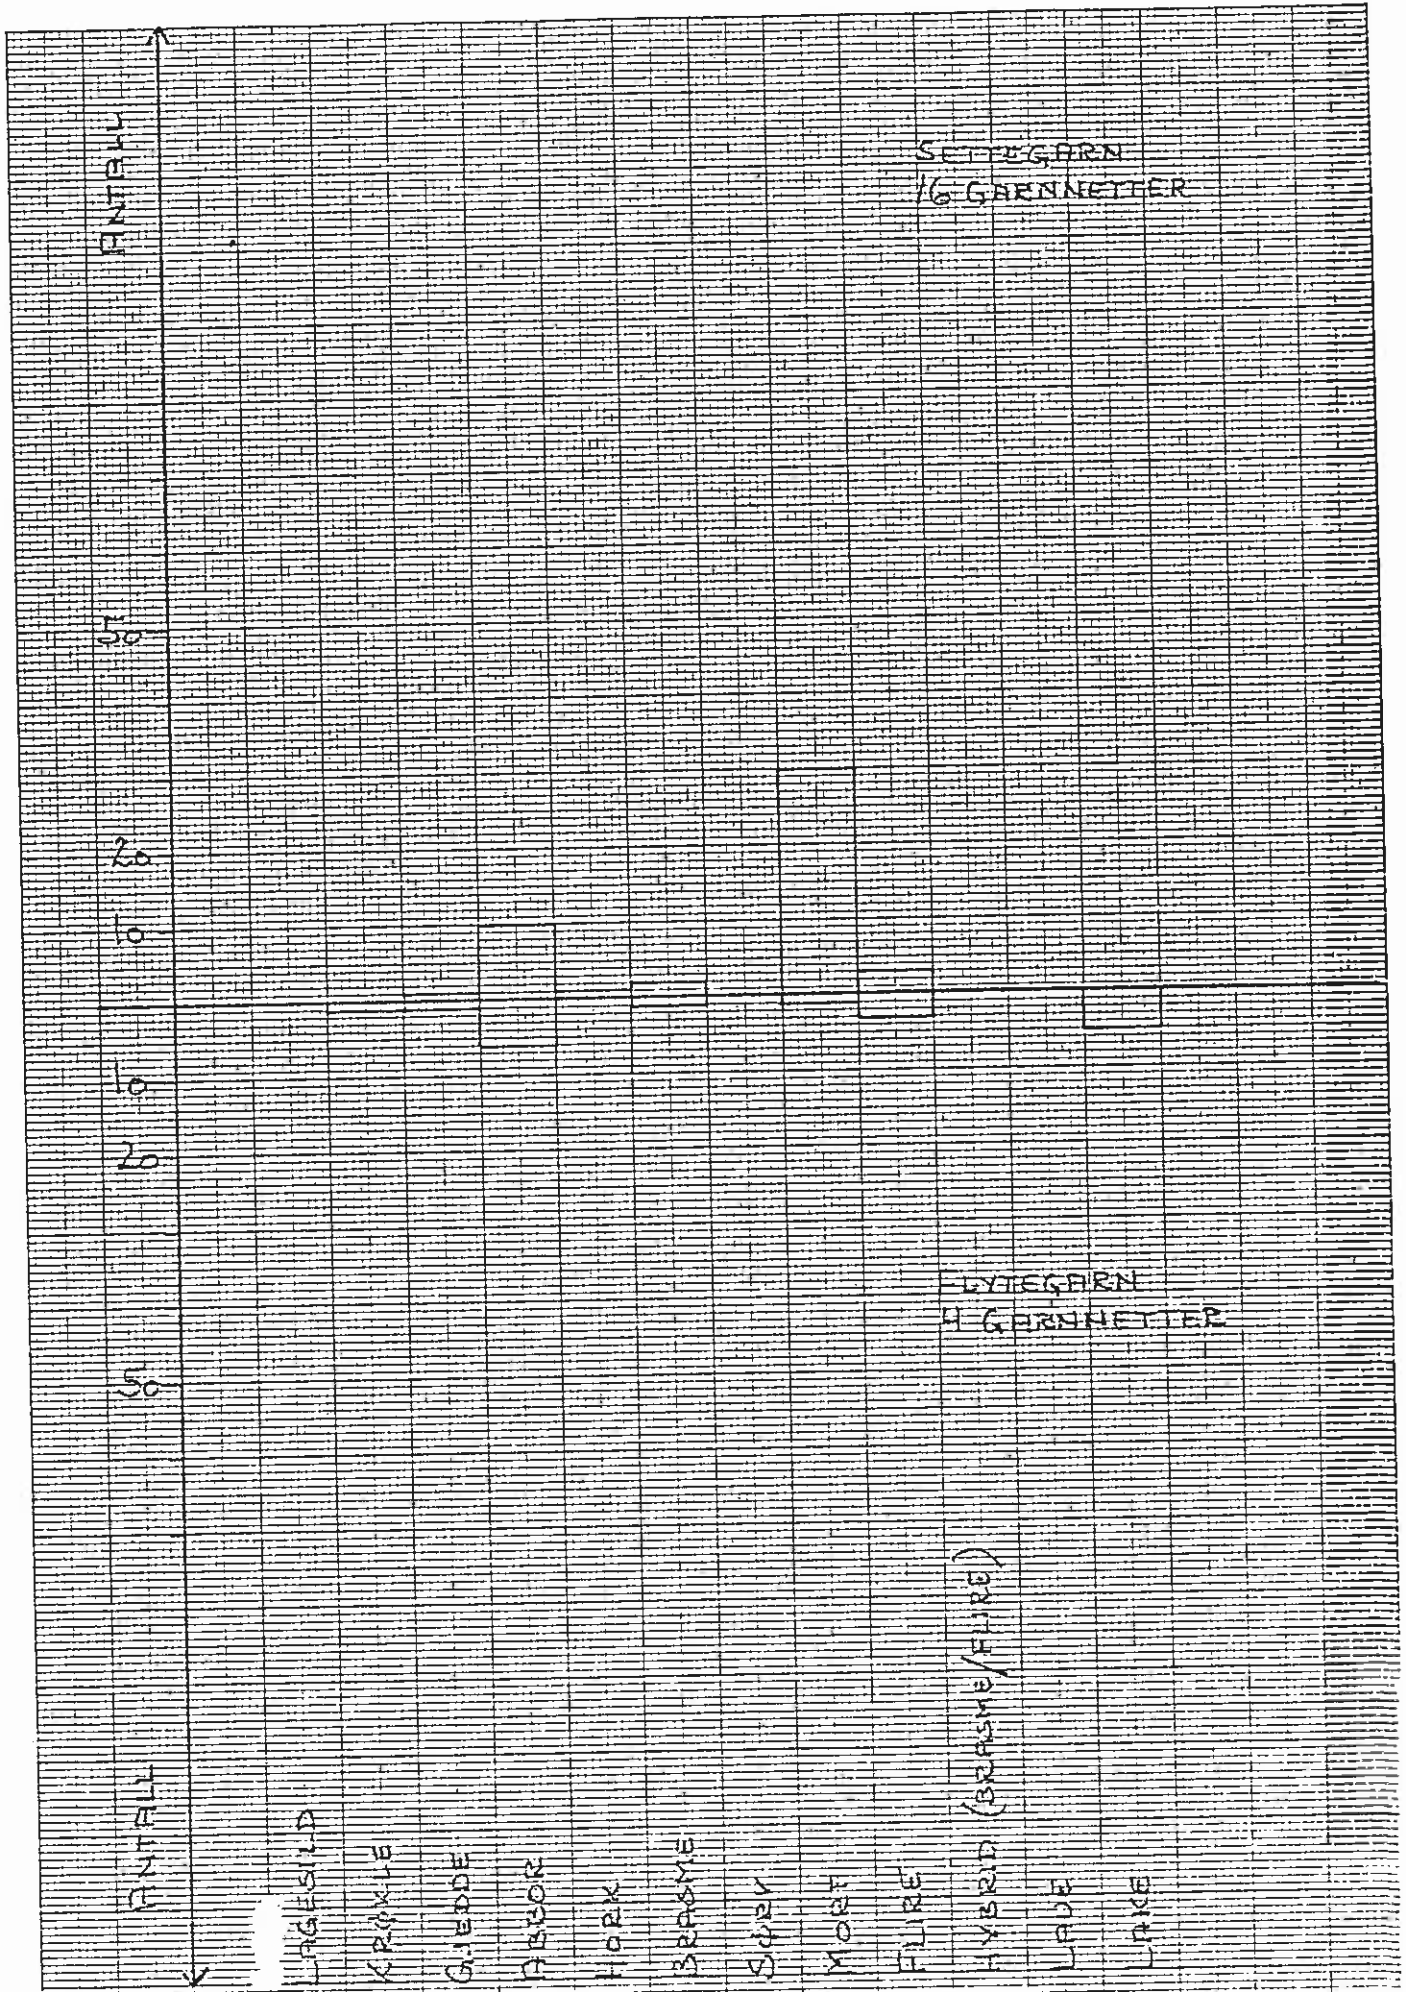 ANTALL
SETTEGARN
16 GARNNETTER
50
20
10
10
20
FLYTEGARN
4 GARNNETTER
50
ANTALL
LAGESILD
KRØKLE
GJEDDE
ABBOR
HORK
BRASME
SØRV
MORT
FLIRE
HYBRID (BRASME/FLIRE)
LAUE
LAKE